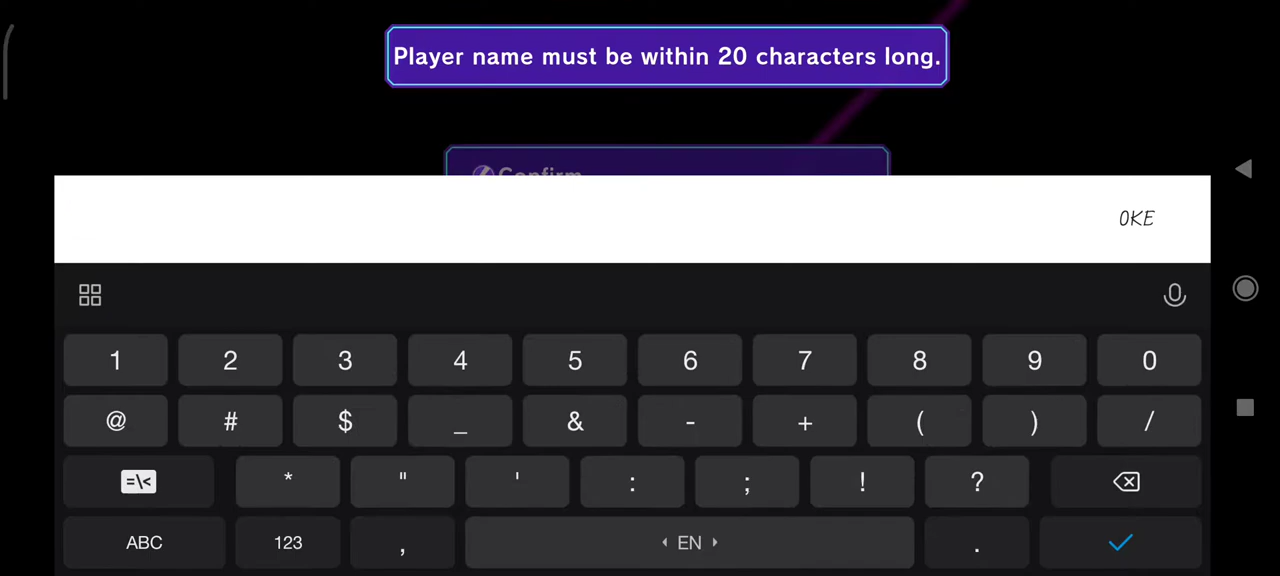 Player name must be within 20 characters long.
Confirm
OKE
1 2 3 4 5 6 7 8 9 0
@ # $ _ & - + ( ) /
=\< * " ' : ; ! ?
ABC 123 , EN .